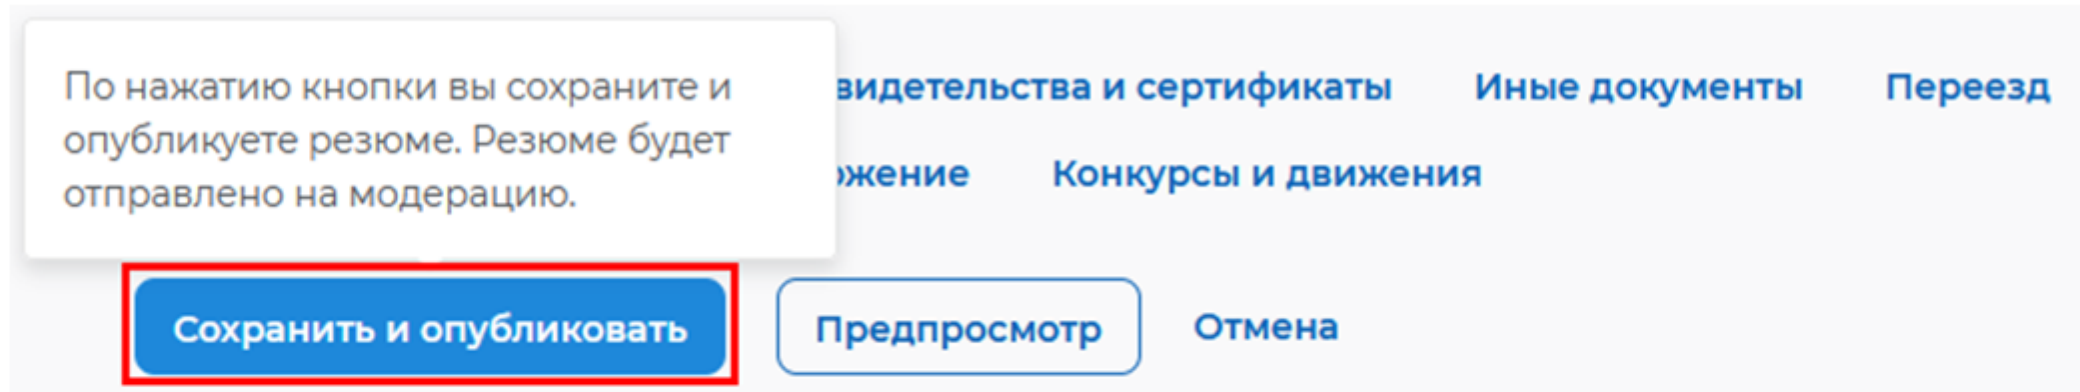 По нажатию кнопки вы сохраните и
опубликуете резюме. Резюме будет
отправлено на модерацию.
видетельства и сертификаты Иные документы Переезд
ожение Конкурсы и движения
Сохранить и опубликовать Предпросмотр Отмена